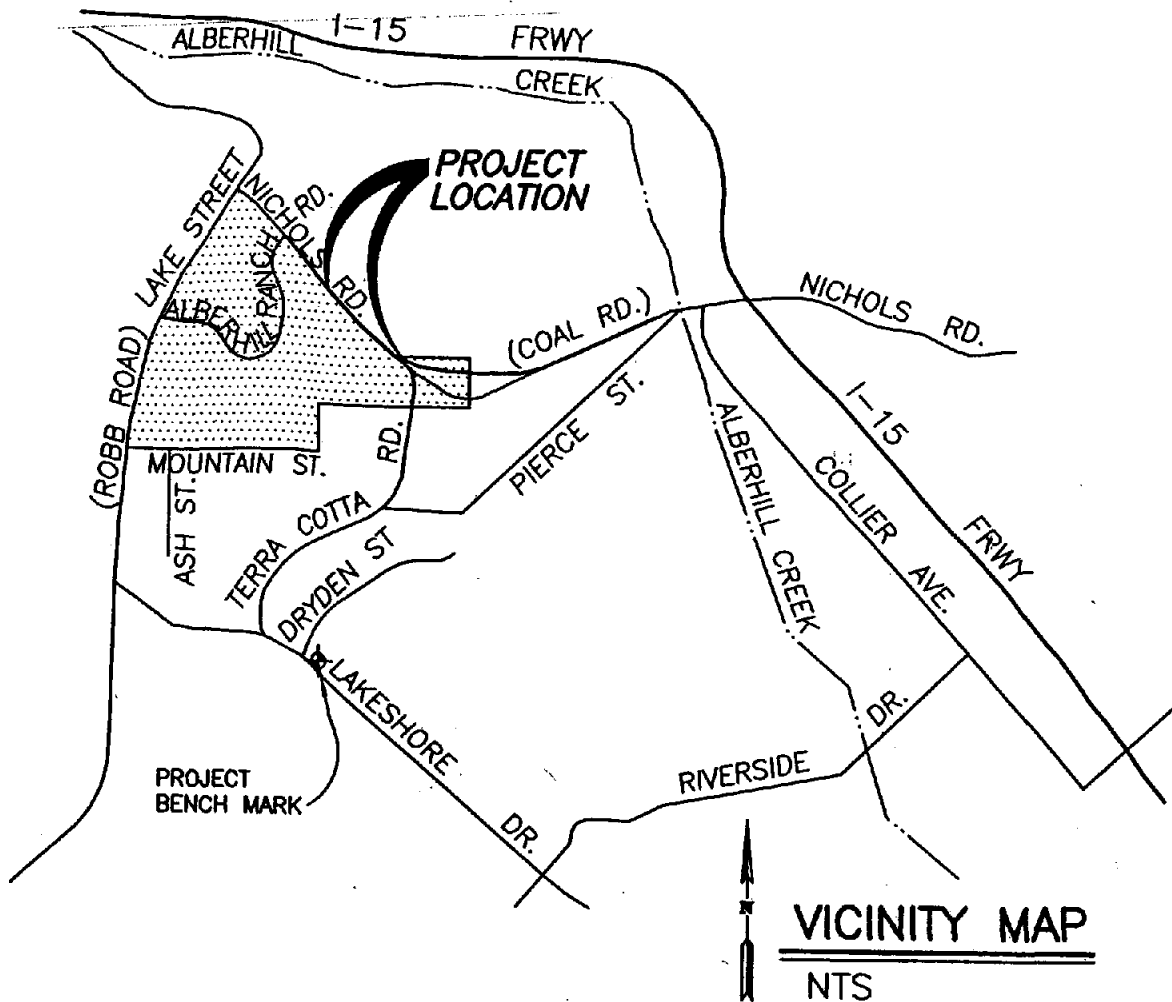 I-15 FRWY
ALBERHILL CREEK
PROJECT
LOCATION
LAKE STREET
(ROBB ROAD)
NICHOLS RD.
ALBERHILL RANCH RD.
(COAL RD.)
NICHOLS RD.
I-15 FRWY
MOUNTAIN ST.
ASH ST.
TERRA COTTA RD.
DRYDEN ST
PIERCE ST.
ALBERHILL CREEK
COLLIER AVE.
LAKESHORE DR.
RIVERSIDE DR.
PROJECT
BENCH MARK
N
VICINITY MAP
NTS